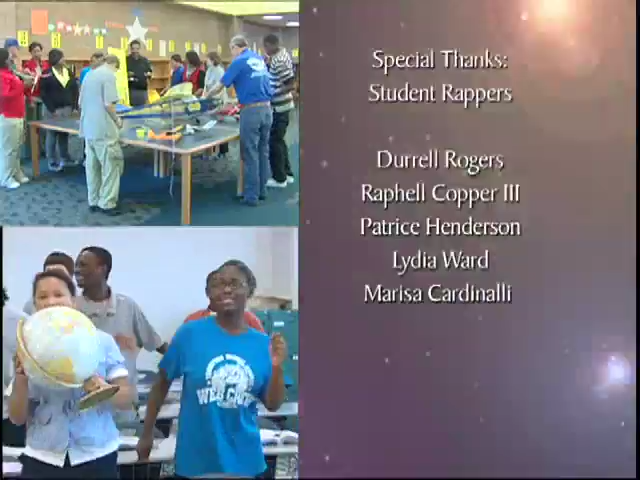 Special Thanks:
Student Rappers
Durrell Rogers
Raphell Copper III
Patrice Henderson
Lydia Ward
Marisa Cardinalli